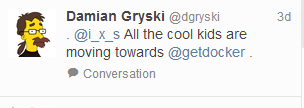 Damian Gryski @dgryski 3d
. @i_x_s All the cool kids are
moving towards @getdocker .
Conversation